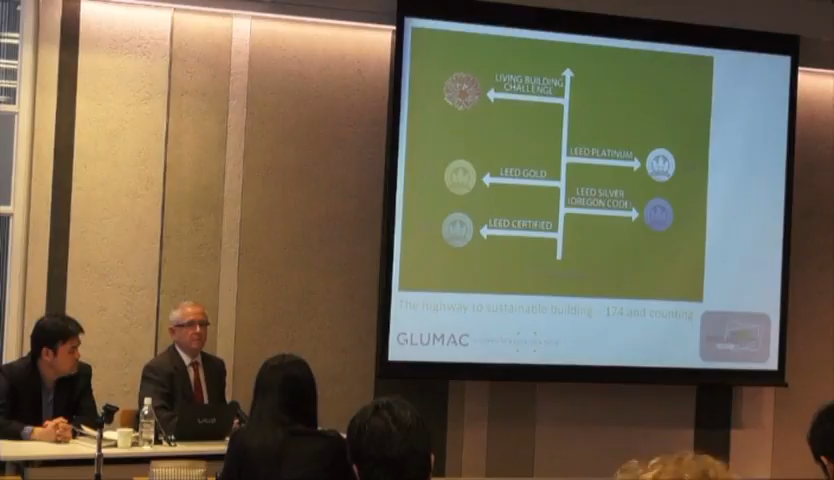 LIVING BUILDING
CHALLENGE
LEED PLATINUM
LEED GOLD
LEED SILVER
(OREGON CODE)
LEED CERTIFIED
The highway to sustainable building 174 and counting
GLUMAC
VAIO